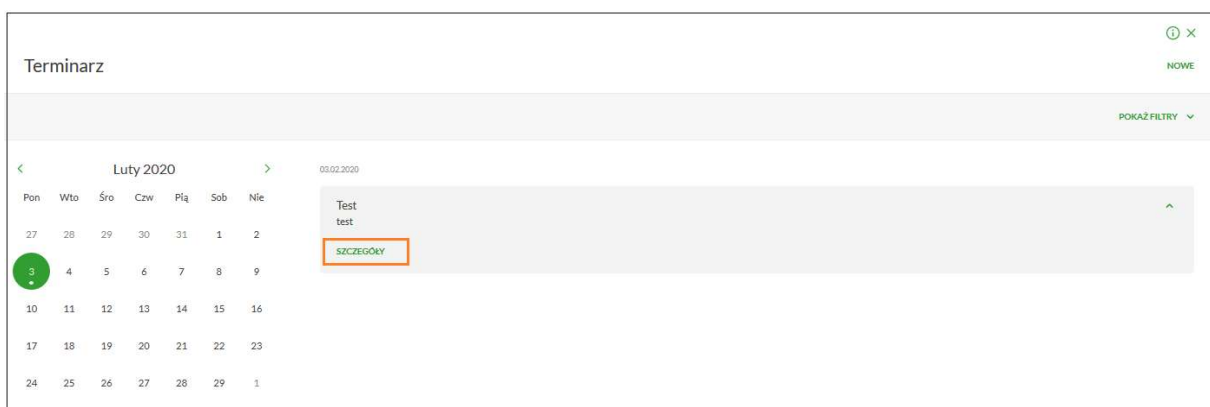 Terminarz
NOWE
POKAŻ FILTRY
Luty 2020
Pon Wto Śro Czw Pią Sob Nie
27 28 29 30 31 1 2
3 4 5 6 7 8 9
10 11 12 13 14 15 16
17 18 19 20 21 22 23
24 25 26 27 28 29 1
03.02.2020
Test
test
SZCZEGÓŁY